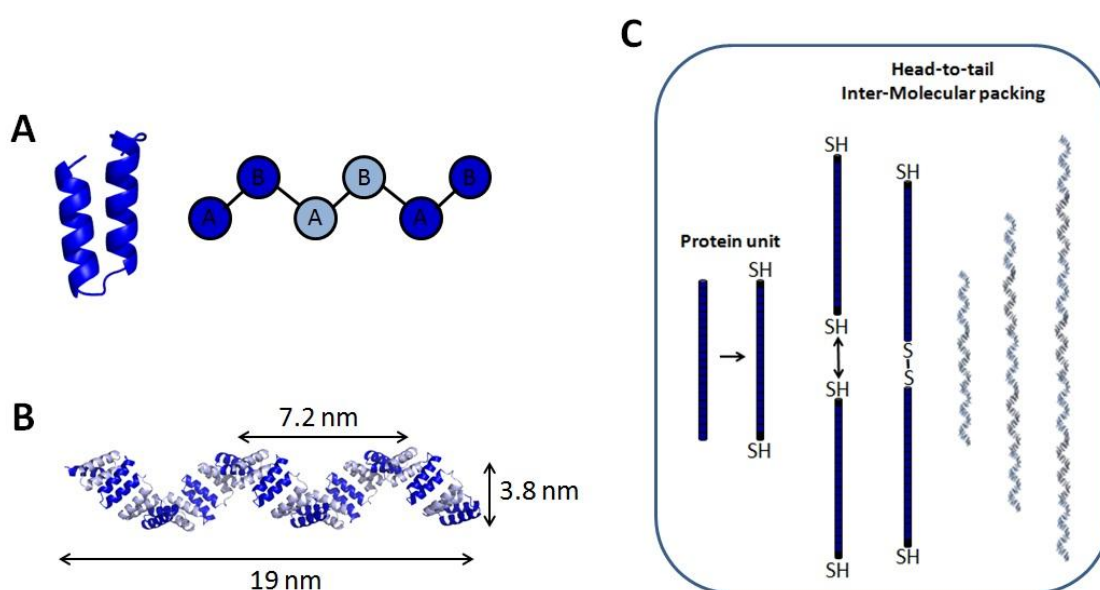 A
A
B
A
B
A
B
B
7.2 nm
3.8 nm
19 nm
C
Head-to-tail
Inter-Molecular packing
Protein unit
SH
SH
SH
SH
SH
SH
SH
S
S
SH